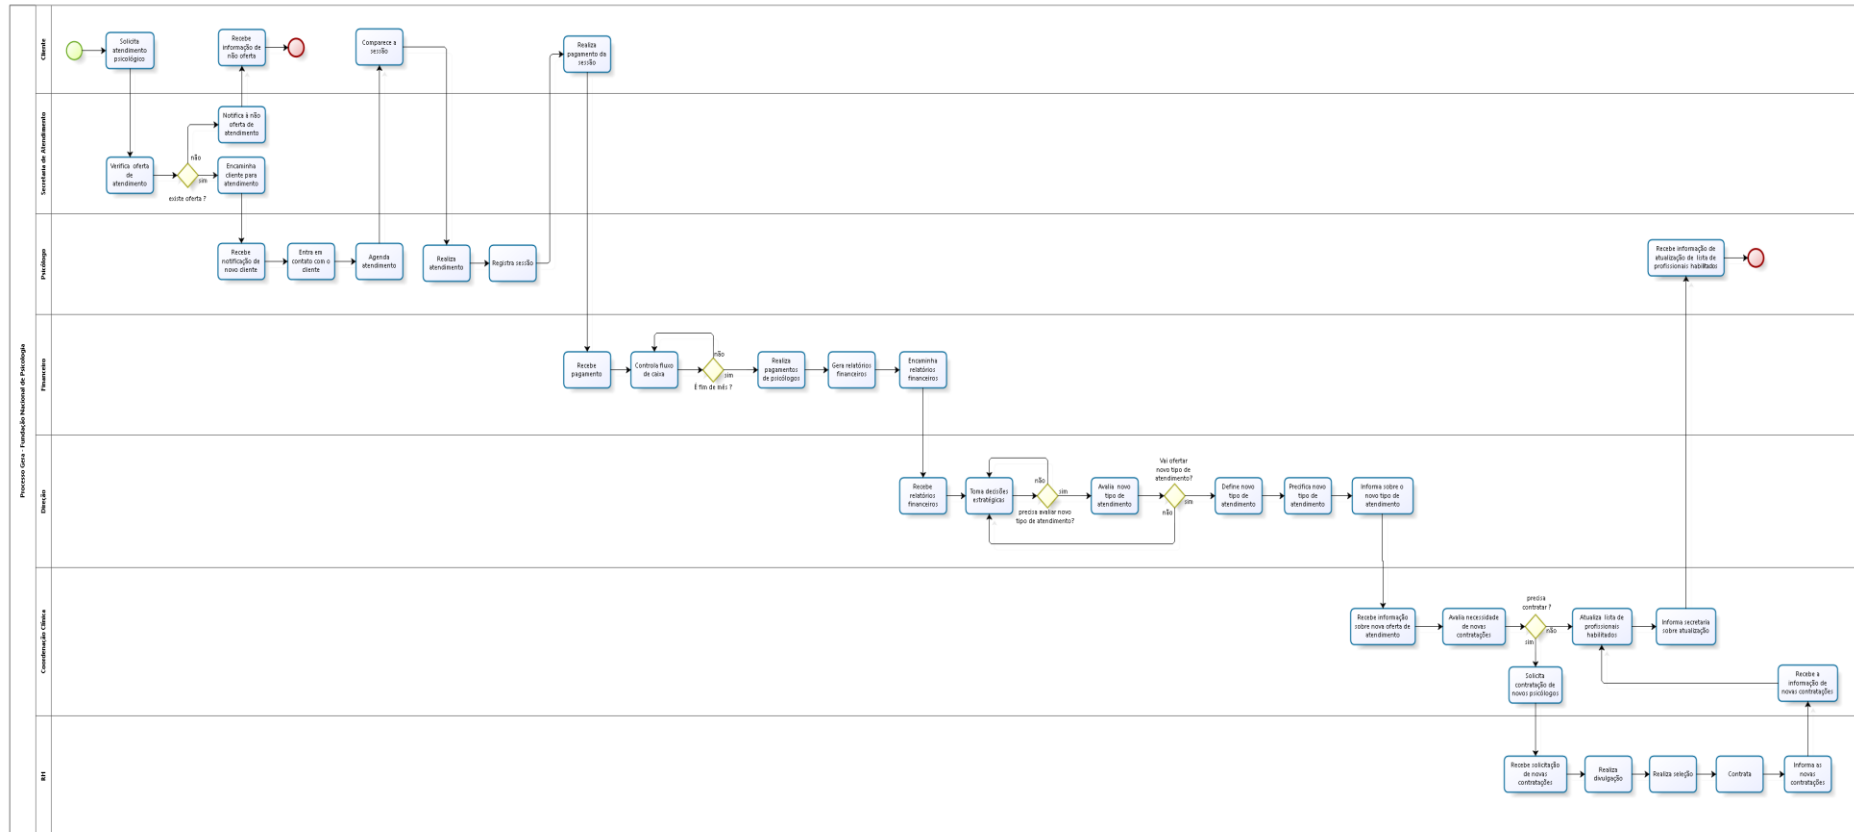 Processo Gera - Fundação Nacional de Psicologia
Cliente
Solicita
atendimento
psicológico
Recebe
informação de
não oferta
Comparece a
sessão
Realiza
pagamento da
sessão
Secretaria de Atendimento
Notifica à não
oferta de
atendimento
Verifica oferta
de
atendimento
não
sim
existe oferta ?
Encaminha
cliente para
atendimento
Psicólogo
Recebe
notificação de
novo cliente
Entra em
contato com o
cliente
Agenda
atendimento
Realiza
atendimento
Registra sessão
Recebe informação de
atualização de lista de
profissionais habilitados
Financeiro
Recebe
pagamento
Controla fluxo
de caixa
não
sim
É fim de mês ?
Realiza
pagamentos
de psicólogos
Gera relatórios
financeiros
Encaminha
relatórios
financeiros
Direção
Recebe
relatórios
financeiros
Toma decisões
estratégicas
não
sim
precisa avaliar novo
tipo de atendimento?
Avalia novo
tipo de
atendimento
Vai ofertar
novo tipo de
atendimento?
sim
não
Define novo
tipo de
atendimento
Precifica novo
tipo de
atendimento
Informa sobre o
novo tipo de
atendimento
Coordenação Clínica
Recebe informação
sobre nova oferta de
atendimento
Avalia necessidade
de novas
contratações
precisa
contratar ?
não
sim
Atualiza lista de
profissionais
habilitados
Informa secretaria
sobre atualização
Solicita
contratação de
novos psicólogos
Recebe a
informação de
novas contratações
RH
Recebe solicitação
de novas
contratações
Realiza
divulgação
Realiza seleção
Contrata
Informa as
novas
contratações